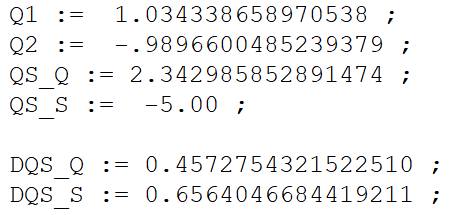 Q1 :=  1.034338658970538 ;
Q2 :=  -.9896600485239379 ;
QS_Q := 2.342985852891474 ;
QS_S :=  -5.00 ;
DQS_Q := 0.4572754321522510 ;
DQS_S := 0.6564046684419211 ;